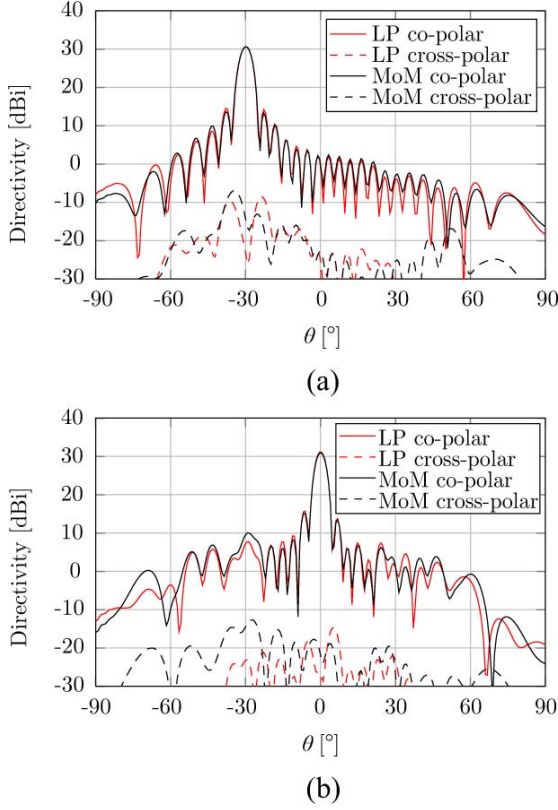 (a)
40
30
20
10
0
-10
-20
-30
-90
-60
-30
0
30
60
90
Directivity [dBi]
θ [°]
LP co-polar
LP cross-polar
MoM co-polar
MoM cross-polar
(a)
40
30
20
10
0
-10
-20
-30
-90
-60
-30
0
30
60
90
Directivity [dBi]
θ [°]
LP co-polar
LP cross-polar
MoM co-polar
MoM cross-polar
(b)